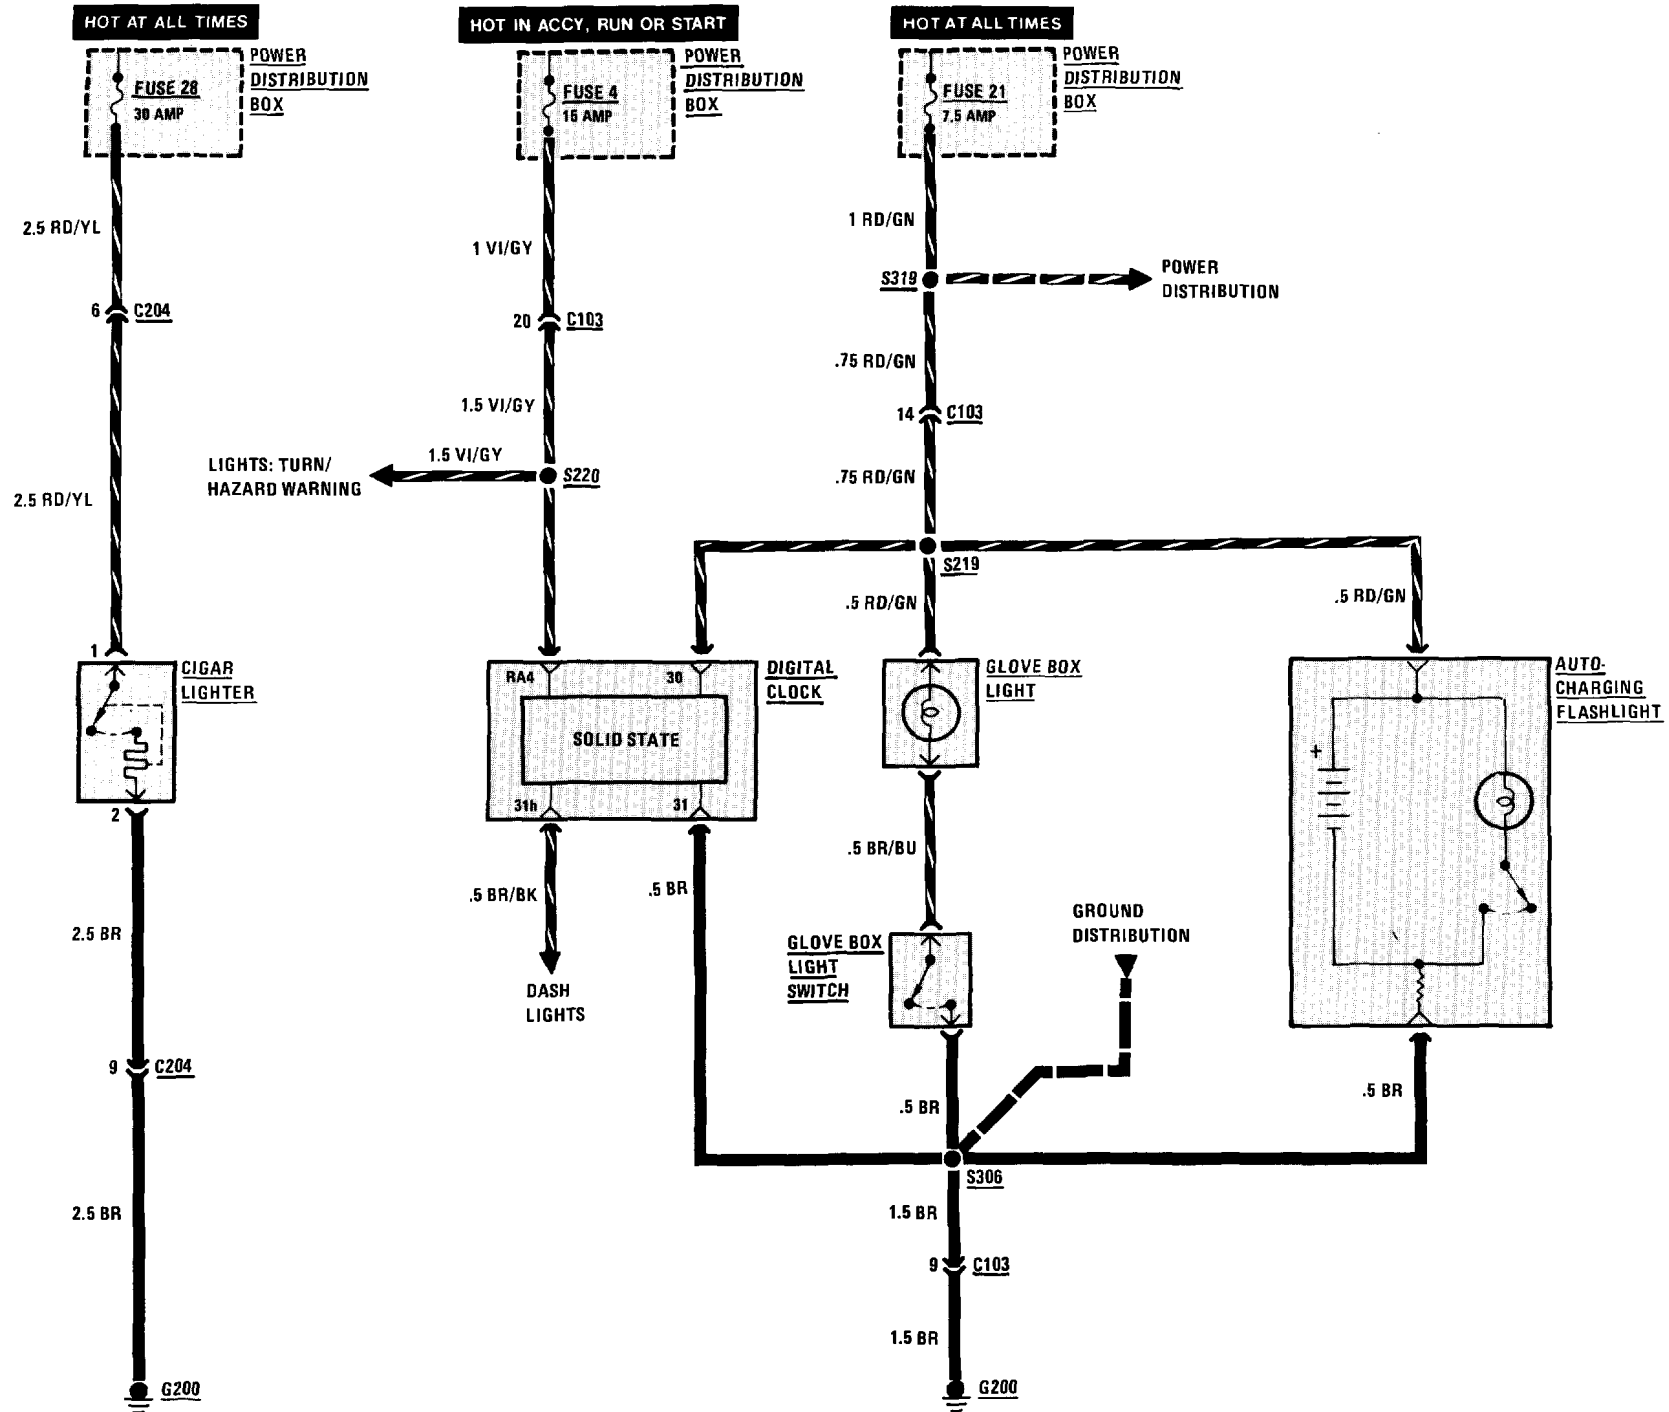 HOT AT ALL TIMES
POWER
DISTRIBUTION
BOX
FUSE 28
30 AMP
2.5 RD/YL
6
C204
2.5 RD/YL
1
CIGAR
LIGHTER
2
2.5 BR
9
C204
2.5 BR
G200
HOT IN ACCY, RUN OR START
POWER
DISTRIBUTION
BOX
FUSE 4
15 AMP
1 VI/GY
20
C103
1.5 VI/GY
1.5 VI/GY
LIGHTS: TURN/
HAZARD WARNING
S220
RA4
30
DIGITAL
CLOCK
SOLID STATE
31h
31
.5 BR/BK
.5 BR
DASH
LIGHTS
HOT AT ALL TIMES
POWER
DISTRIBUTION
BOX
FUSE 21
7.5 AMP
1 RD/GN
S319
POWER
DISTRIBUTION
.75 RD/GN
14
C103
.75 RD/GN
S219
.5 RD/GN
.5 RD/GN
GLOVE BOX
LIGHT
AUTO-
CHARGING
FLASHLIGHT
+
.5 BR/BU
GROUND
DISTRIBUTION
GLOVE BOX
LIGHT
SWITCH
.5 BR
.5 BR
S306
1.5 BR
9
C103
1.5 BR
G200